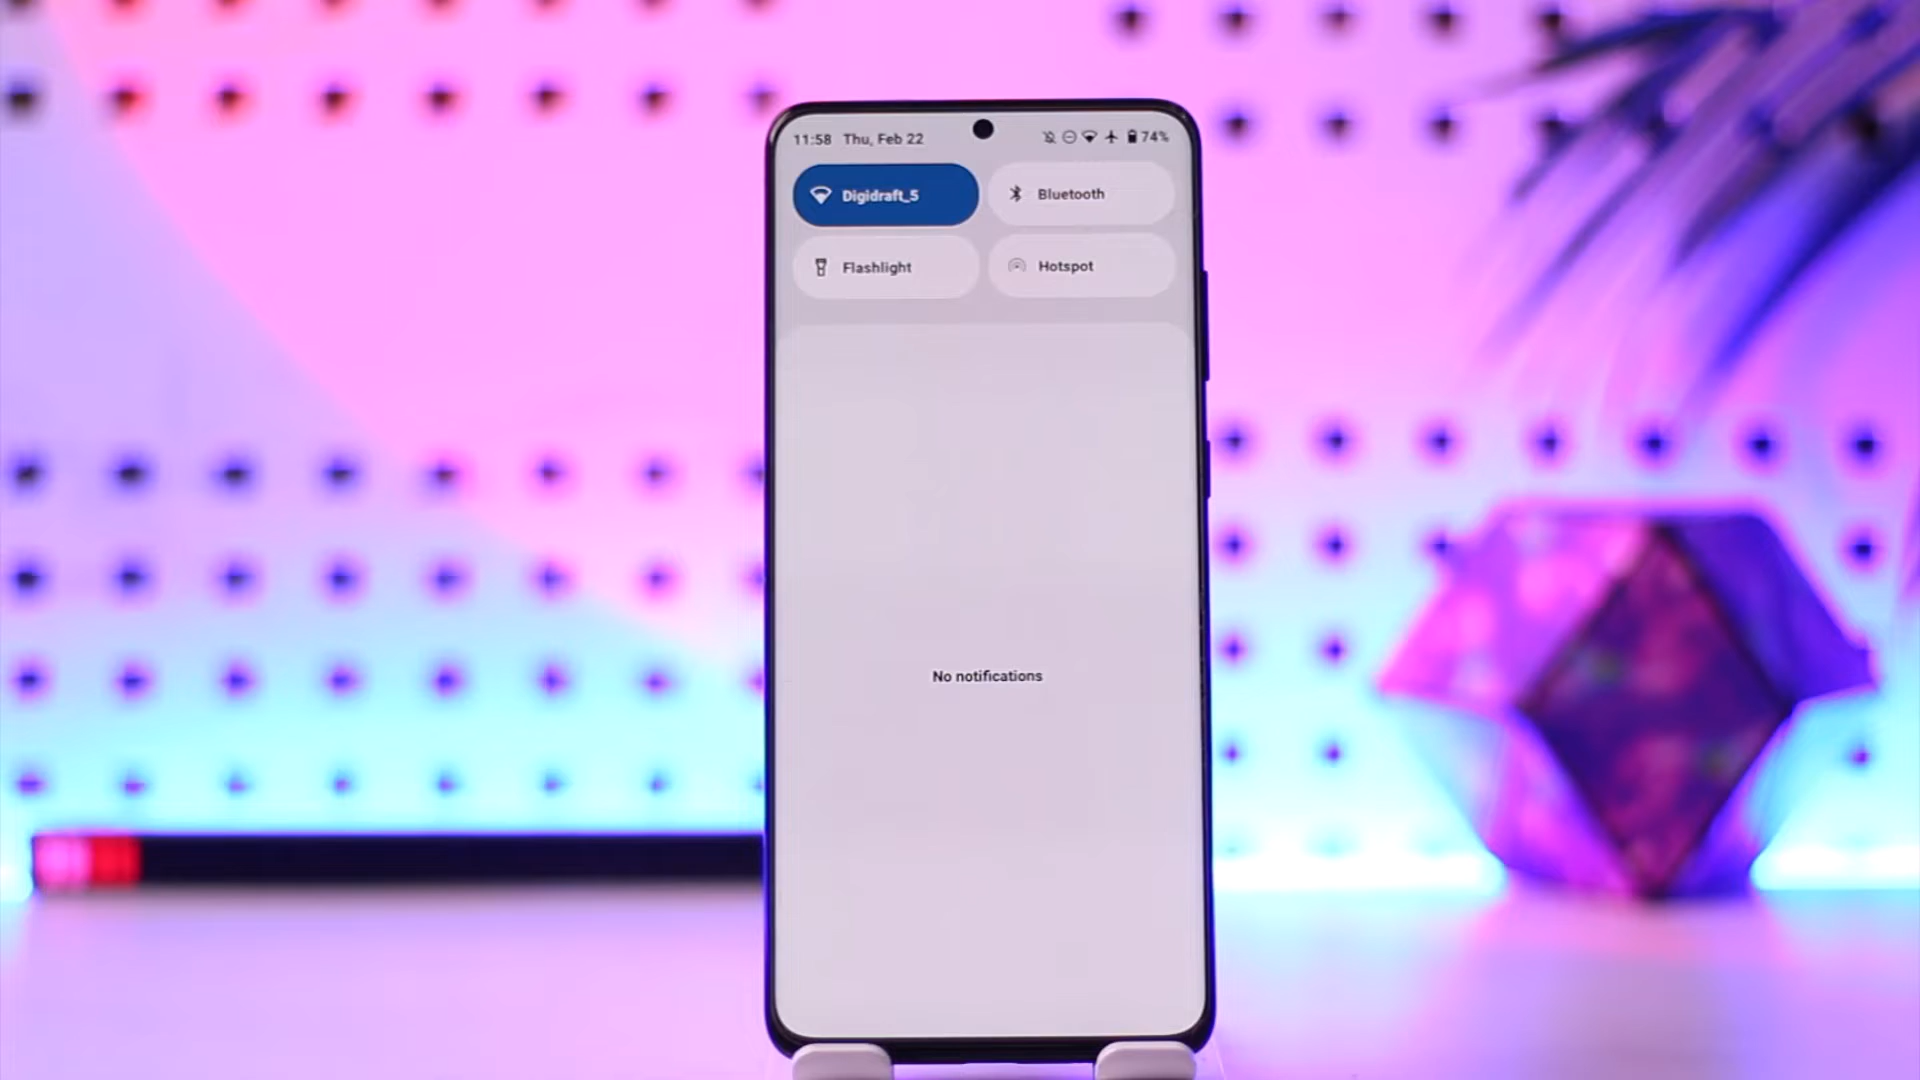 11:58 Thu, Feb 22 74%
Digidraft_5 Bluetooth
Flashlight Hotspot
No notifications